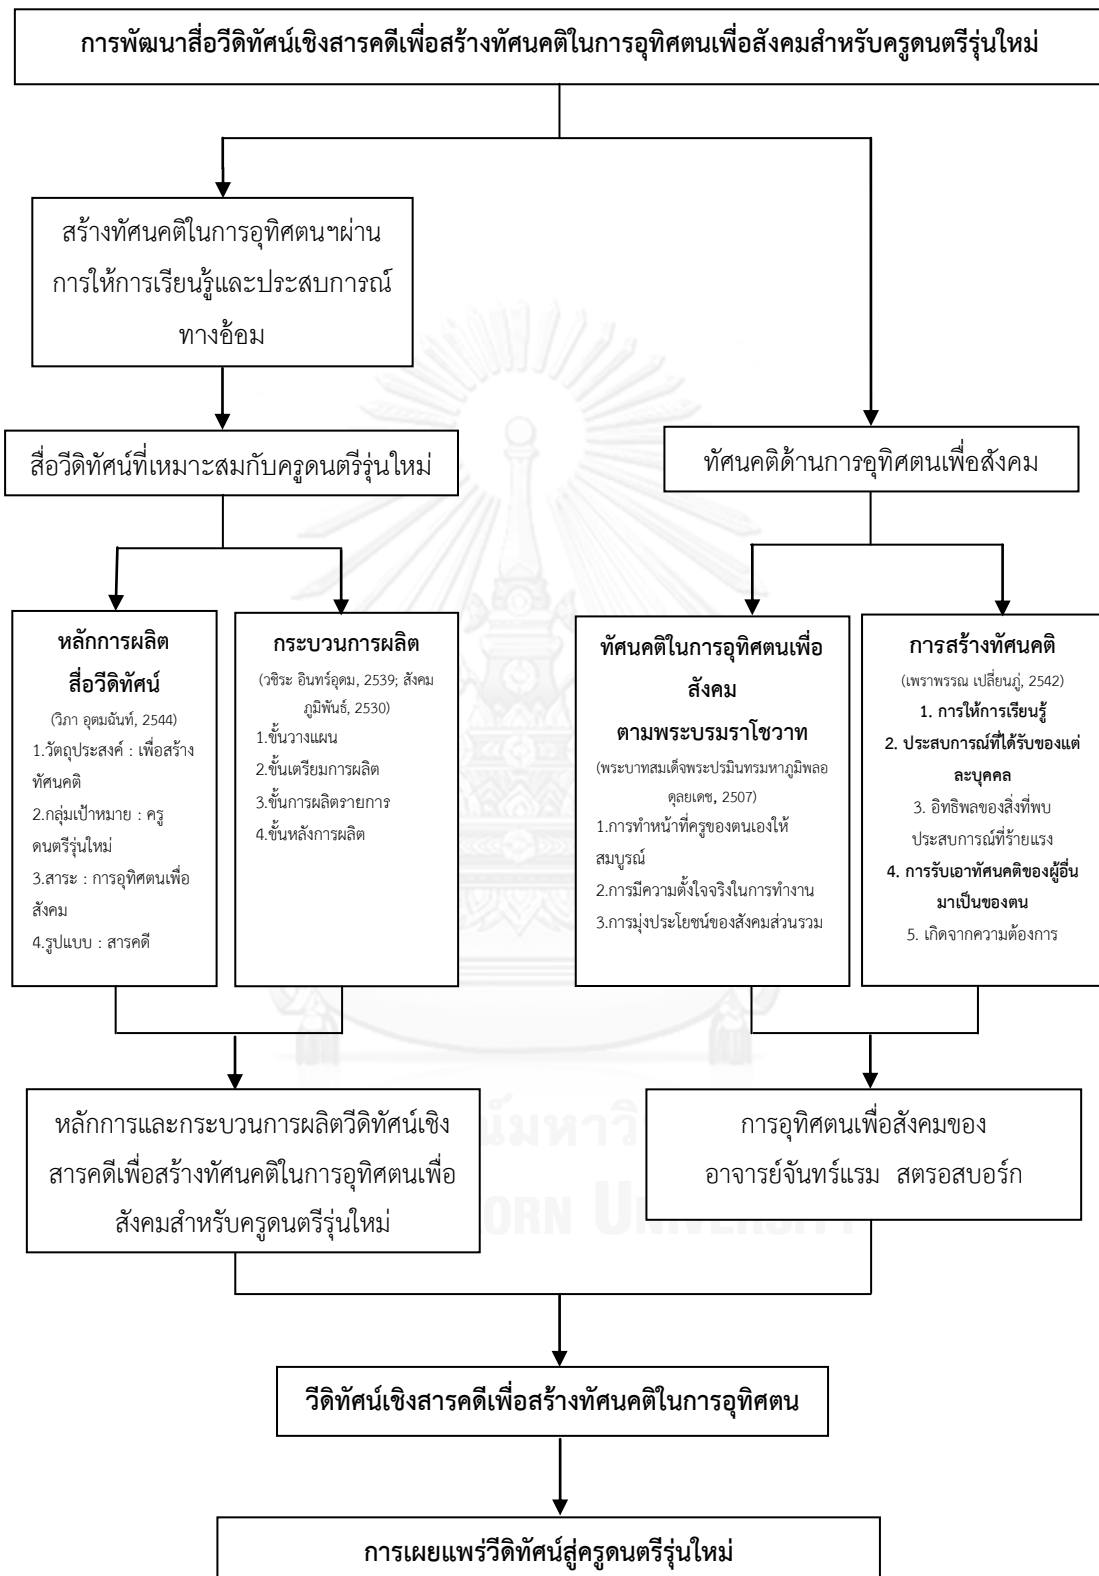 การพัฒนาสื่อวีดิทัศน์เชิงสารคดีเพื่อสร้างทัศนคติในการอุทิศตนเพื่อสังคมสำหรับครูดนตรีรุ่นใหม่
สร้างทัศนคติในการอุทิศตนฯผ่าน
การให้การเรียนรู้และประสบการณ์
ทางอ้อม
สื่อวีดิทัศน์ที่เหมาะสมกับครูดนตรีรุ่นใหม่
ทัศนคติด้านการอุทิศตนเพื่อสังคม
หลักการผลิต
สื่อวีดิทัศน์
(วิภา อุตมฉันท์, 2544)
1.วัตถุประสงค์ : เพื่อสร้าง
ทัศนคติ
2.กลุ่มเป้าหมาย : ครู
ดนตรีรุ่นใหม่
3.สาระ : การอุทิศตนเพื่อ
สังคม
4.รูปแบบ : สารคดี
กระบวนการผลิต
(วชิระ อินทร์อุดม, 2539; สังคม
ภูมิพันธ์, 2530)
1.ขั้นวางแผน
2.ขั้นเตรียมการผลิต
3.ขั้นการผลิตรายการ
4.ขั้นหลังการผลิต
ทัศนคติในการอุทิศตนเพื่อ
สังคม
ตามพระบรมราโชวาท
(พระบาทสมเด็จพระปรมินทรมหาภูมิพลอ
ดุลยเดช, 2507)
1.การทำหน้าที่ครูของตนเองให้
สมบูรณ์
2.การมีความตั้งใจจริงในการทำงาน
3.การมุ่งประโยชน์ของสังคมส่วนรวม
การสร้างทัศนคติ
(เพราพรรณ เปลี่ยนภู่, 2542)
1. การให้การเรียนรู้
2. ประสบการณ์ที่ได้รับของแต่
ละบุคคล
3. อิทธิพลของสิ่งที่พบ
ประสบการณ์ที่ร้ายแรง
4. การรับเอาทัศนคติของผู้อื่น
มาเป็นของตน
5. เกิดจากความต้องการ
หลักการและกระบวนการผลิตวีดิทัศน์เชิง
สารคดีเพื่อสร้างทัศนคติในการอุทิศตนเพื่อ
สังคมสำหรับครูดนตรีรุ่นใหม่
การอุทิศตนเพื่อสังคมของ
อาจารย์จันทร์แรม สตรอสบอร์ก
น์มหาวิ
ORN UNIVERSITY
วีดิทัศน์เชิงสารคดีเพื่อสร้างทัศนคติในการอุทิศตน
การเผยแพร่วีดิทัศน์สู่ครูดนตรีรุ่นใหม่